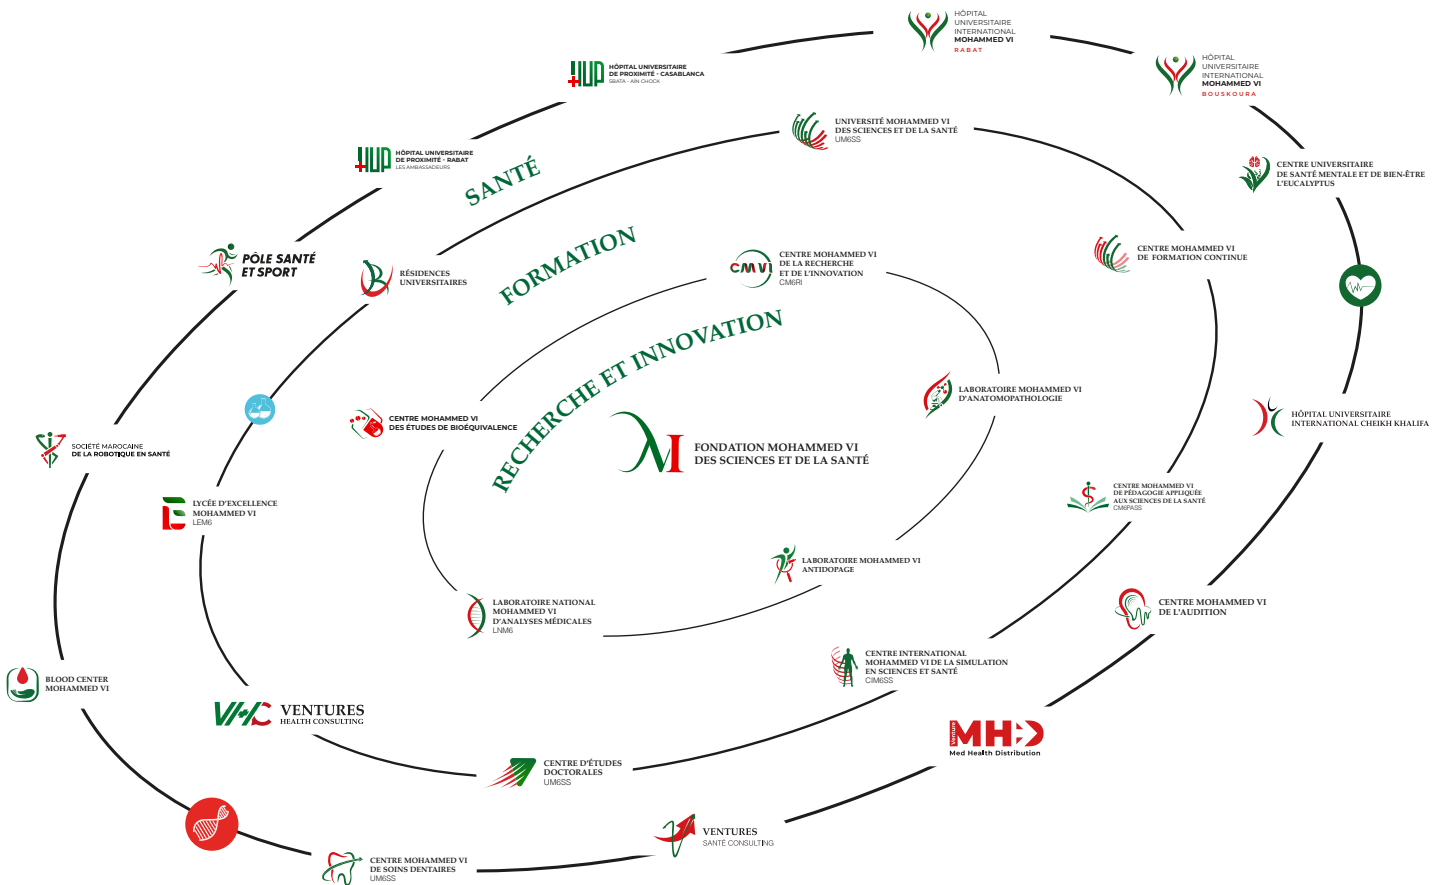 HÔPITAL
UNIVERSITAIRE
INTERNATIONAL
MOHAMMED VI
RABAT
HÔPITAL
UNIVERSITAIRE
INTERNATIONAL
MOHAMMED VI
BOUSKOURA
HUP
HÔPITAL UNIVERSITAIRE
DE PROXIMITÉ - CASABLANCA
SBATA - AIN CHOCK
UNIVERSITÉ MOHAMMED VI
DES SCIENCES ET DE LA SANTÉ
UM6SS
HUP
HÔPITAL UNIVERSITAIRE
DE PROXIMITÉ - RABAT
LES AMBASSADEURS
CENTRE UNIVERSITAIRE
DE SANTÉ MENTALE ET DE BIEN-ÊTRE
L'EUCALYPTUS
SANTÉ
FORMATION
RECHERCHE ET INNOVATION
PÔLE SANTÉ
ET SPORT
RÉSIDENCES
UNIVERSITAIRES
CMVI
CENTRE MOHAMMED VI
DE LA RECHERCHE
ET DE L'INNOVATION
CM6RI
CENTRE MOHAMMED VI
DE FORMATION CONTINUE
LABORATOIRE MOHAMMED VI
D'ANATOMOPATHOLOGIE
CENTRE MOHAMMED VI
DES ÉTUDES DE BIOÉQUIVALENCE
HÔPITAL UNIVERSITAIRE
INTERNATIONAL CHEIKH KHALIFA
SOCIÉTÉ MAROCAINE
DE LA ROBOTIQUE EN SANTÉ
FONDATION MOHAMMED VI
DES SCIENCES ET DE LA SANTÉ
LYCÉE D'EXCELLENCE
MOHAMMED VI
LEM6
CENTRE MOHAMMED VI
DE PÉDAGOGIE APPLIQUÉE
AUX SCIENCES DE LA SANTÉ
CM6PASS
LABORATOIRE MOHAMMED VI
ANTIDOPAGE
LABORATOIRE NATIONAL
MOHAMMED VI
D'ANALYSES MÉDICALES
LNM6
CENTRE MOHAMMED VI
DE L'AUDITION
CENTRE INTERNATIONAL
MOHAMMED VI DE LA SIMULATION
EN SCIENCES ET SANTÉ
CIM6SS
BLOOD CENTER
MOHAMMED VI
VHC
VENTURES
HEALTH CONSULTING
Venture
MHD
Med Health Distribution
CENTRE D'ÉTUDES
DOCTORALES
UM6SS
VENTURES
SANTÉ CONSULTING
CENTRE MOHAMMED VI
DE SOINS DENTAIRES
UM6SS